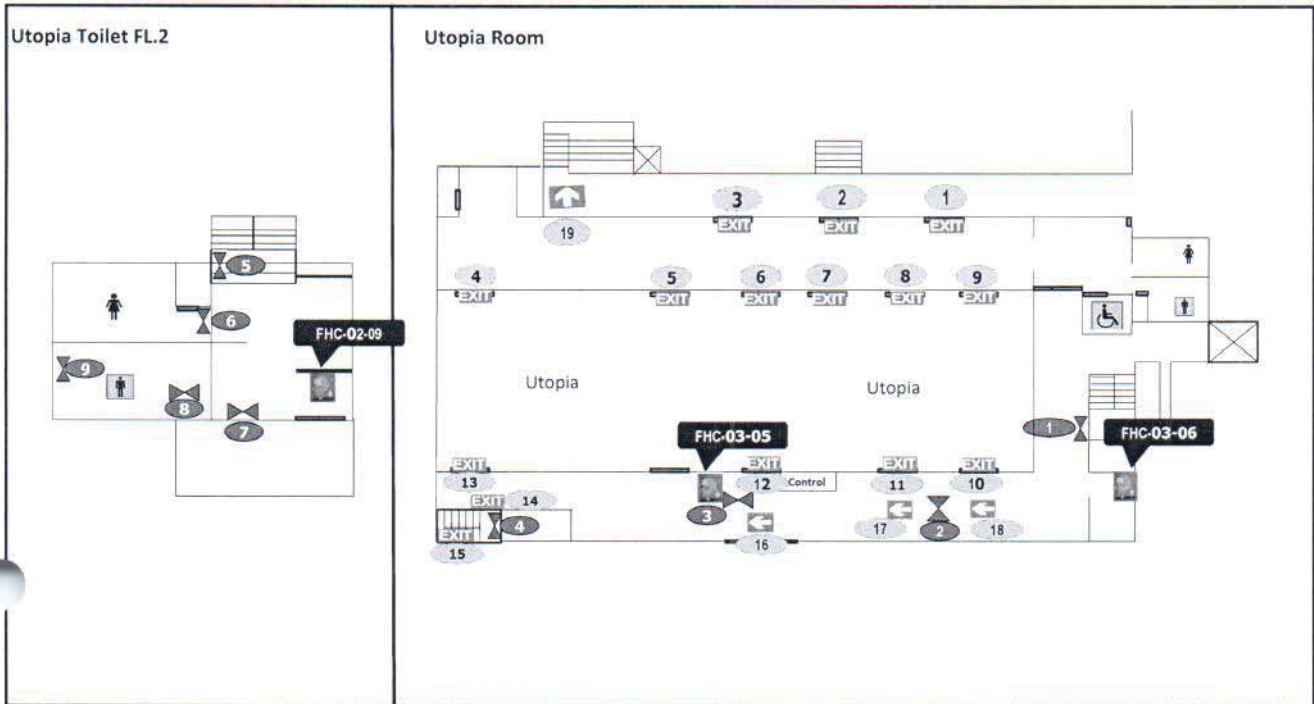 Utopia Toilet FL.2
5
6
FHC-02-09
9
8
7
Utopia Room
3
2
1
EXIT
EXIT
EXIT
19
4
5
6
7
8
9
EXIT
EXIT
EXIT
EXIT
EXIT
EXIT
Utopia
Utopia
1
FHC-03-05
FHC-03-06
EXIT
EXIT
EXIT
EXIT
13
12
Control
11
10
EXIT
14
3
4
17
2
18
EXIT
16
15